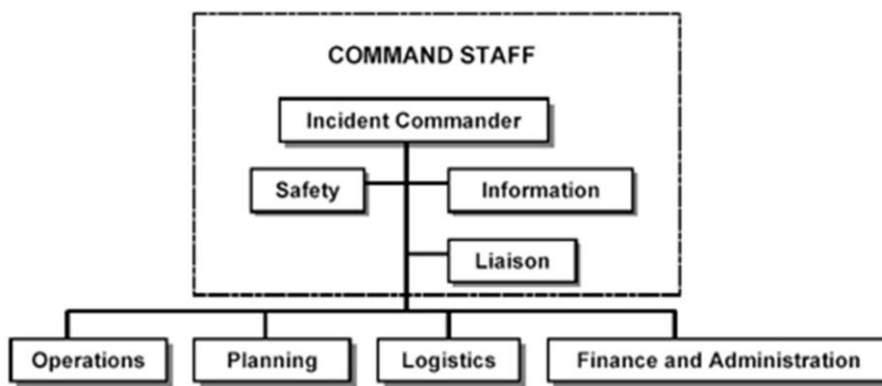 COMMAND STAFF
Incident Commander
Safety
Information
Liaison
Operations
Planning
Logistics
Finance and Administration